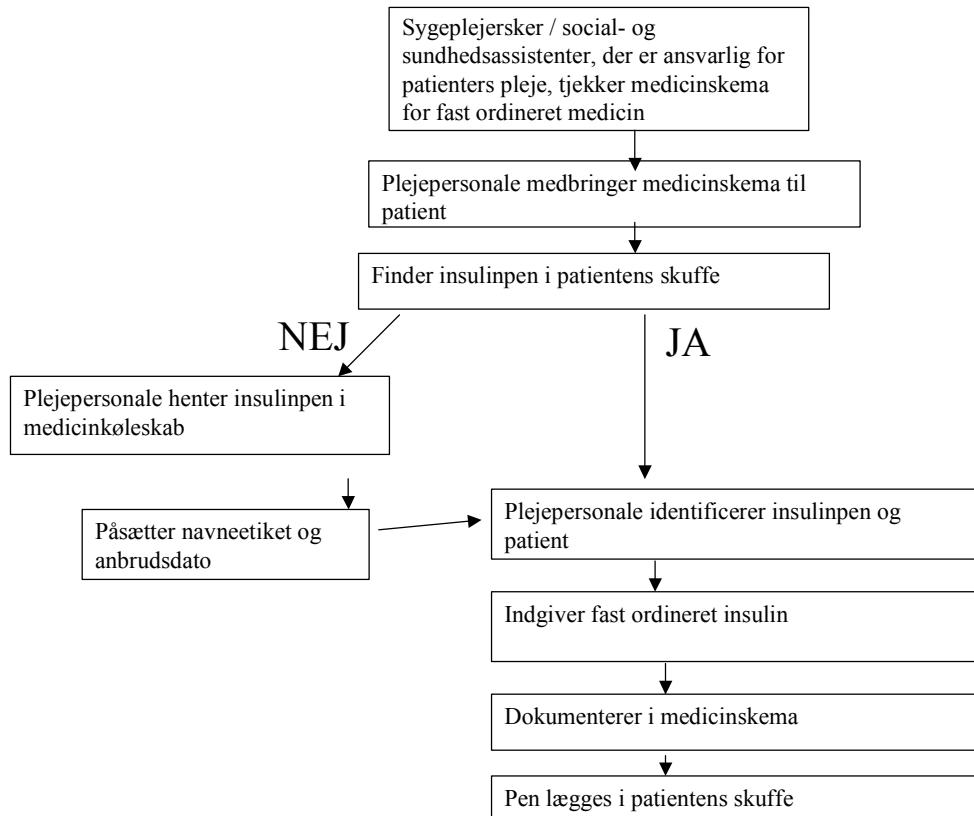 Sygeplejersker / social- og
sundhedsassistenter, der er ansvarlig for
patienters pleje, tjekker medicinskema
for fast ordineret medicin
Plejepersonale medbringer medicinskema til
patient
Finder insulinpen i patientens skuffe
NEJ
JA
Plejepersonale henter insulinpen i
medicinkøleskab
Påsætter navneetiket og
anbrudsdato
Plejepersonale identificerer insulinpen og
patient
Indgiver fast ordineret insulin
Dokumenterer i medicinskema
Pen lægges i patientens skuffe